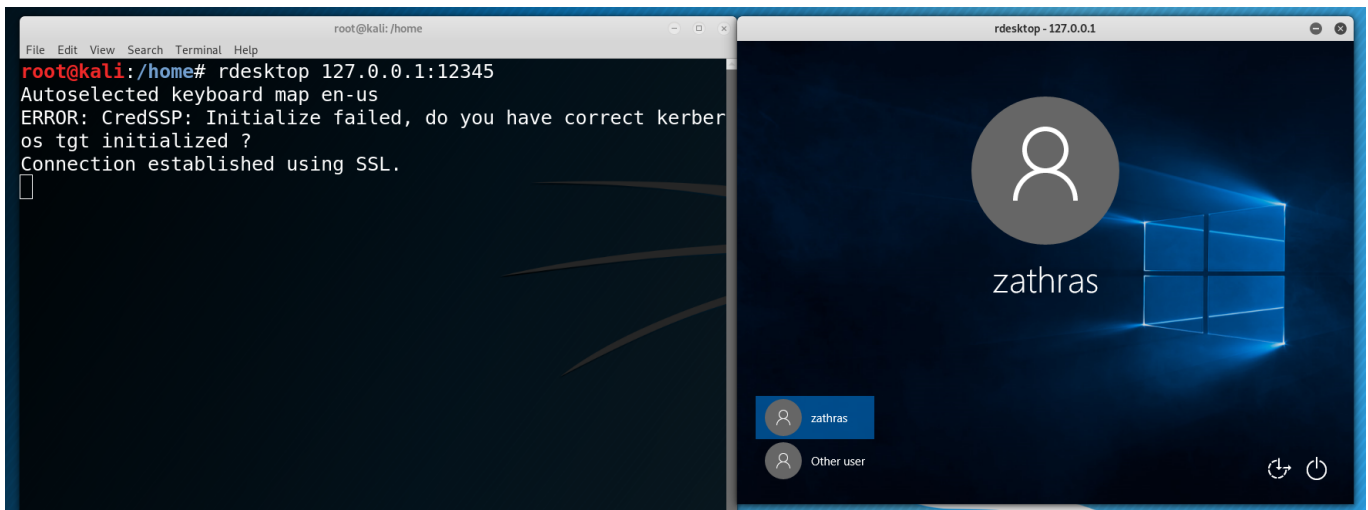 root@kali: /home
File Edit View Search Terminal Help
root@kali:/home# rdesktop 127.0.0.1:12345
Autoselected keyboard map en-us
ERROR: CredSSP: Initialize failed, do you have correct kerber
os tgt initialized ?
Connection established using SSL.
rdesktop - 127.0.0.1
zathras
zathras
Other user